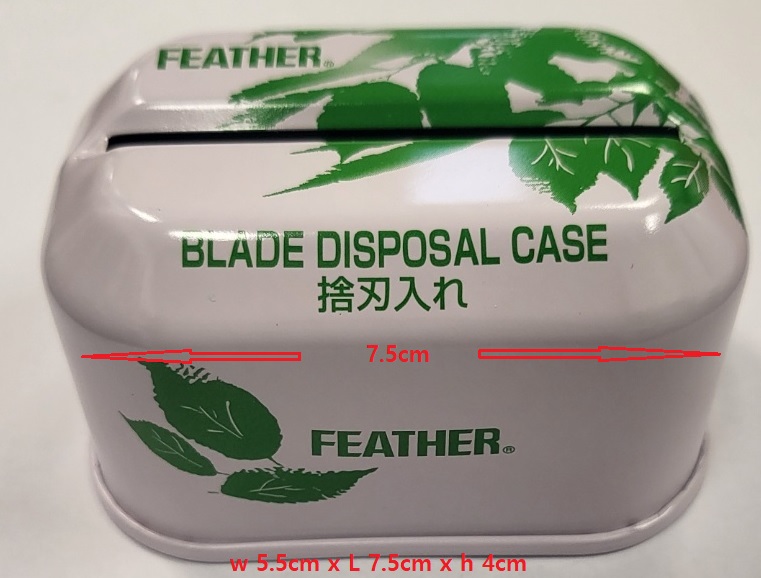 FEATHER®
BLADE DISPOSAL CASE
捨刃入れ
7.5cm
FEATHER®
w 5.5cm x L 7.5cm x h 4cm